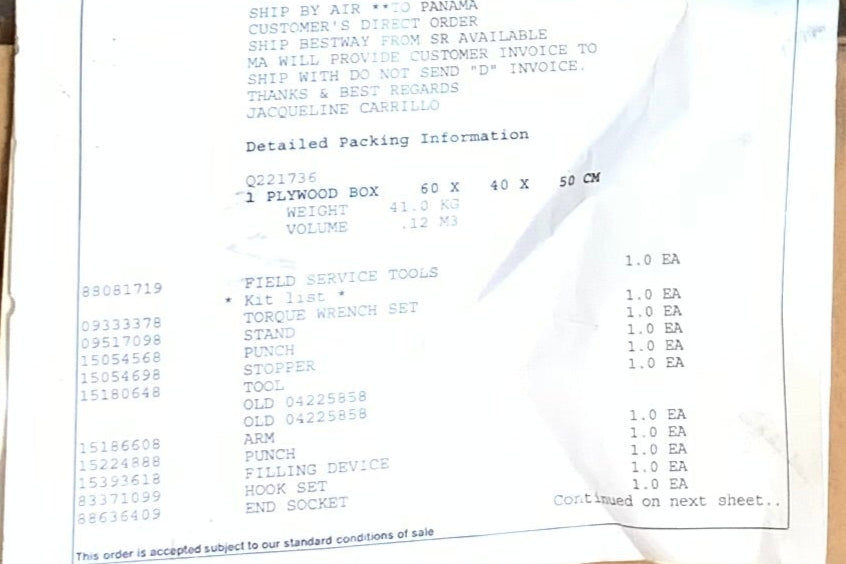 SHIP BY AIR **TO PANAMA
CUSTOMER'S DIRECT ORDER
SHIP BESTWAY FROM SR AVAILABLE
MA WILL PROVIDE CUSTOMER INVOICE TO
SHIP WITH DO NOT SEND "D" INVOICE.
THANKS & BEST REGARDS
JACQUELINE CARRILLO
Detailed Packing Information
Q221736
1 PLYWOOD BOX 60 X 40 X 50 CM
WEIGHT 41.0 KG
VOLUME .12 M3
88081719 FIELD SERVICE TOOLS 1.0 EA
* Kit list *
09333378 TORQUE WRENCH SET 1.0 EA
09517098 STAND 1.0 EA
15054568 PUNCH 1.0 EA
15054698 STOPPER 1.0 EA
15180648 TOOL 1.0 EA
OLD 04225858
OLD 04225858
15186608 ARM 1.0 EA
15224888 PUNCH 1.0 EA
15393618 FILLING DEVICE 1.0 EA
83371099 HOOK SET 1.0 EA
88636409 END SOCKET 1.0 EA
Continued on next sheet..
This order is accepted subject to our standard conditions of sale